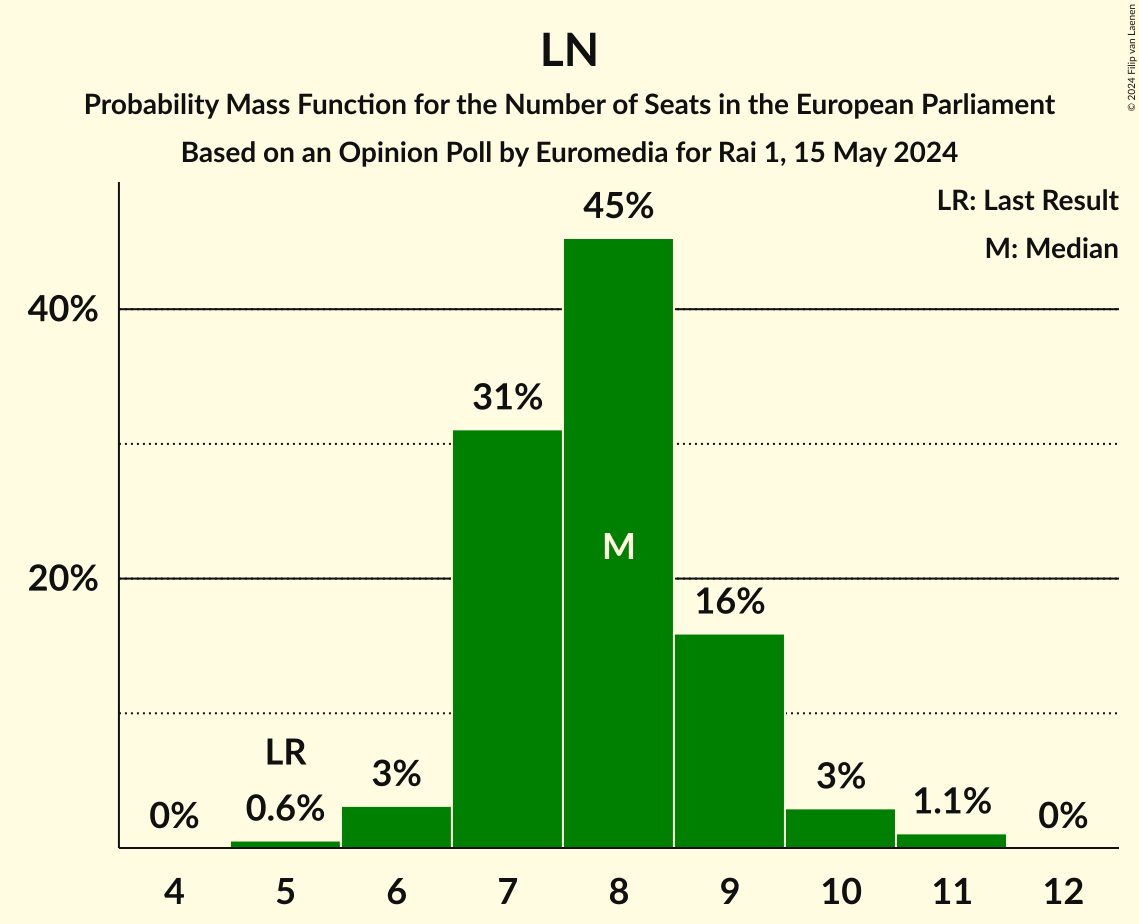 LN
Probability Mass Function for the Number of Seats in the European Parliament
Based on an Opinion Poll by Euromedia for Rai 1, 15 May 2024
© 2024 Filip van Laenen
LR: Last Result
M: Median
45%
40%
31%
M
20%
16%
LR
3%
3%
0%
0.6%
1.1%
0%
4 5 6 7 8 9 10 11 12